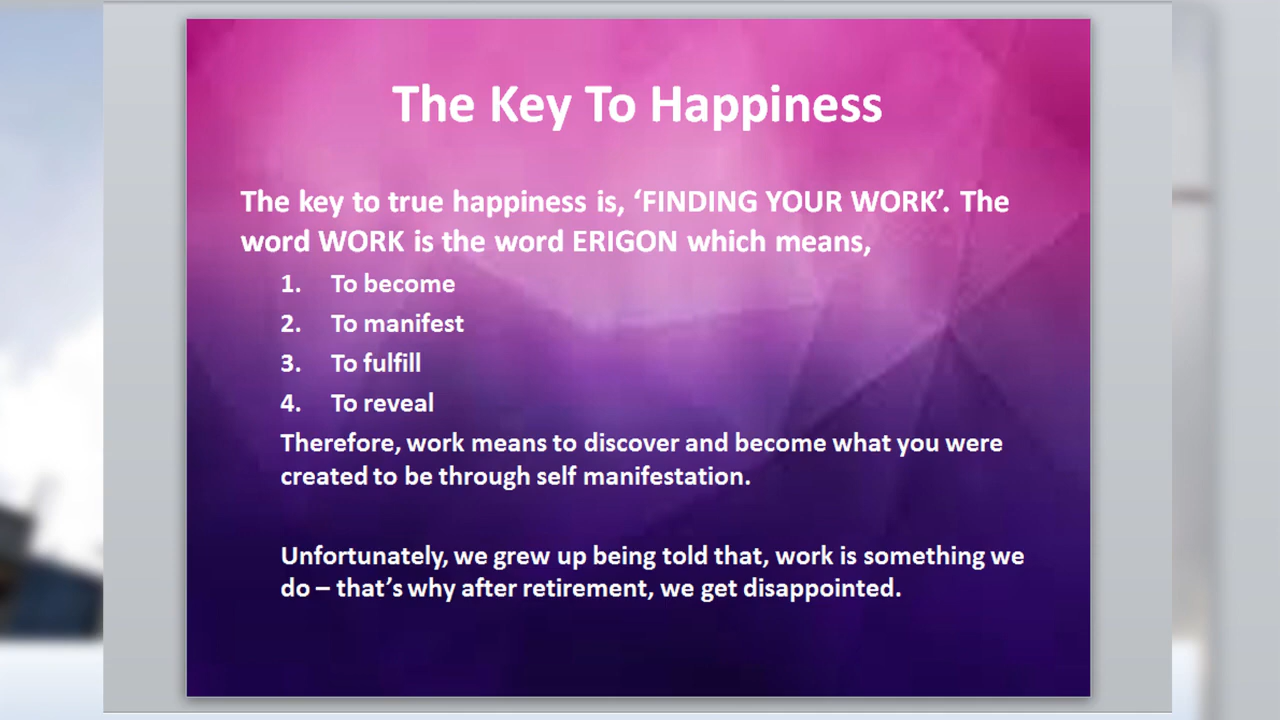 The Key To Happiness
The key to true happiness is, ‘FINDING YOUR WORK’. The
word WORK is the word ERIGON which means,
1. To become
2. To manifest
3. To fulfill
4. To reveal
Therefore, work means to discover and become what you were
created to be through self manifestation.
Unfortunately, we grew up being told that, work is something we
do – that’s why after retirement, we get disappointed.